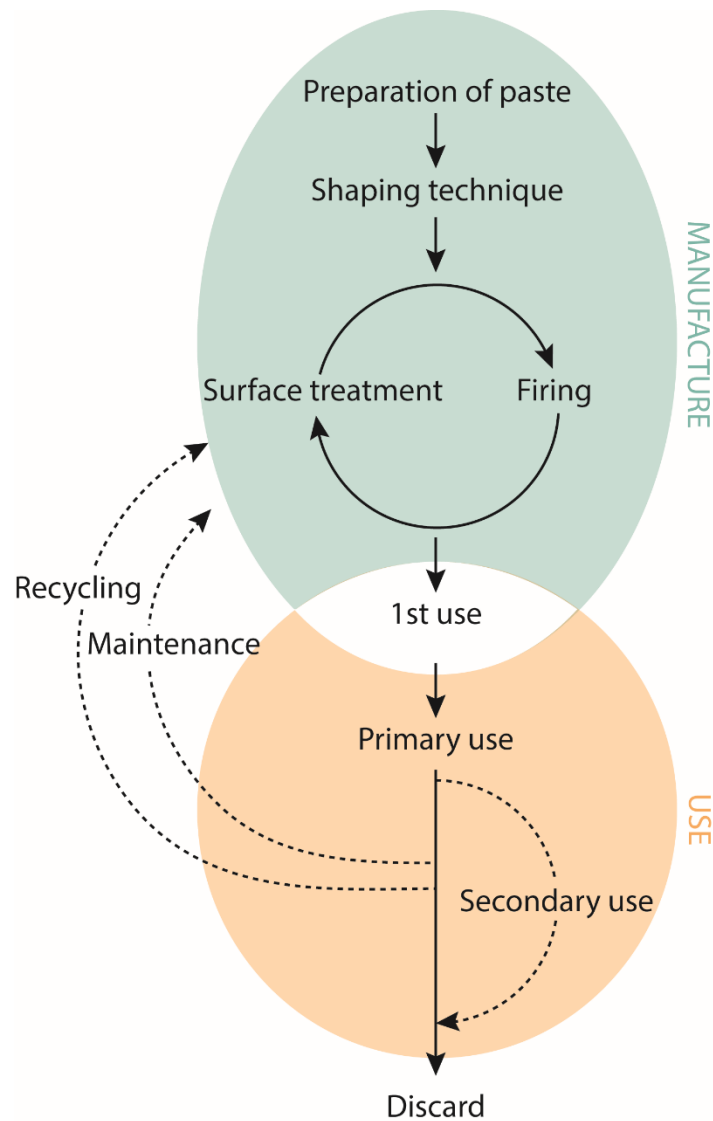 Preparation of paste
Shaping technique
MANUFACTURE
Surface treatment
Firing
Recycling
1st use
Maintenance
Primary use
USE
Secondary use
Discard